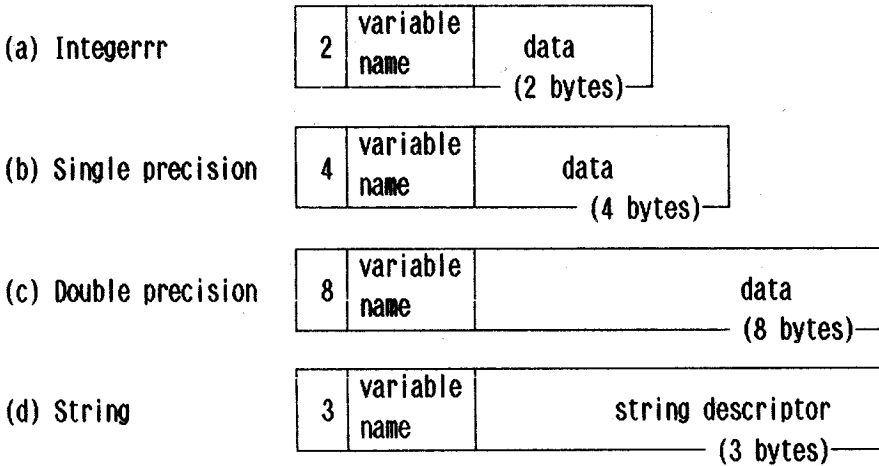 variable
(a) Integerrr 2 name data
(2 bytes)
variable
(b) Single precision 4 name data
(4 bytes)
variable
(c) Double precision 8 name data
(8 bytes)
variable
(d) String 3 name string descriptor
(3 bytes)